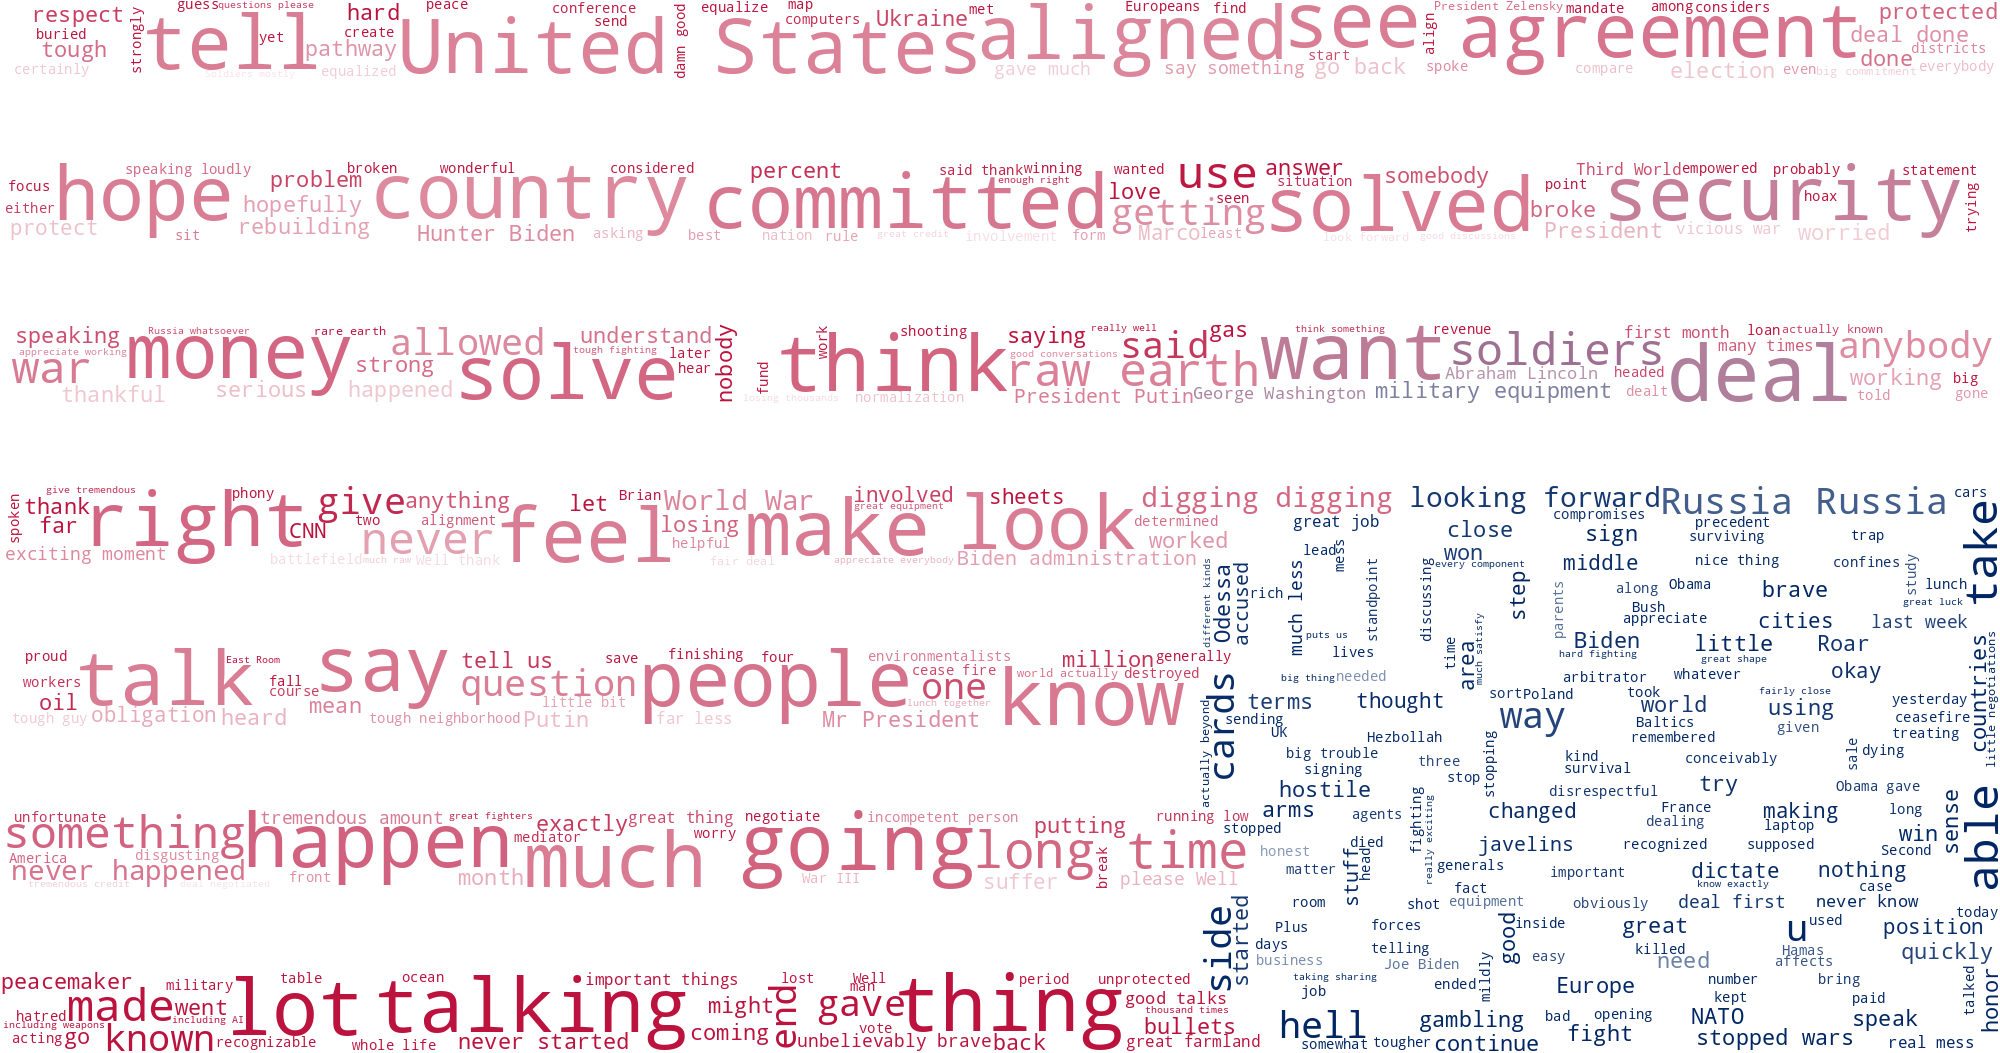 respect guess questions please hard peace conference equalize map Ukraine met Europeans find President Zelensky mandate among considers protected
buried strongly tell yet create send computers see align agreement deal done
tough pathway United damn good States aligned start done districts
certainly Soldiers mostly equalized gave much say something go back spoke compare election even big commitment everybody
speaking loudly broken wonderful considered percent said thank winning wanted use answer Third World empowered probably statement
focus hope problem country committed enough right love situation somebody point security hoax
either hopefully getting seen solved broke trying
protect sit rebuilding Hunter Biden asking best nation rule great credit involvement form Marco least look forward good discussions President vicious war worried
speaking Russia whatsoever rare earth allowed understand nobody work shooting saying really well gas think something revenue first month loan actually known
appreciate working money tough fighting later think good conversations said want soldiers many times anybody
war strong solve hear fund raw earth Abraham Lincoln headed deal working big
thankful serious happened losing thousands normalization President Putin George Washington military equipment dealt told gone
spoken give tremendous phony give anything let Brian World War involved sheets digging digging looking forward Russia Russia cars
thank right CNN two alignment feel losing great equipment make look determined great job close compromises precedent take
far never helpful worked sign surviving trap
exciting moment battlefield much raw Well thank fair deal appreciate everybody Biden administration lead mess won middle nice thing confines study
different kinds Odessa accused rich much less standpoint discussing every component step parents along Obama brave lunch
Bush great luck
appreciate cities last week
puts us time much satisfy Biden little Roar countries little negotiations
proud talk East Room say tell us save finishing four environmentalists million generally lives area hard fighting great shape okay
workers fall question people cease fire world actually destroyed big thing needed arbitrator whatever
oil course mean little bit one know cards terms thought sort Poland took world fairly close using yesterday
tough guy obligation heard tough neighborhood Putin far less lunch together Mr President actually beyond sending way Baltics given ceasefire
UK Hezbollah remembered treating
big trouble three stopping kind conceivably sale dying
signing stop survival
hostile disrespectful try Obama gave
unfortunate tremendous amount great fighters exactly great thing negotiate incompetent person putting running low arms agents fighting really exciting changed France making long sense able
something happen mediator worry going long time stopped dealing laptop win
America disgusting much died javelins recognized supposed Second
never happened front month War III suffer break please Well honest stuff head generals important dictate nothing
tremendous credit deal negotiated matter fact know exactly case
side started room shot equipment obviously deal first never know today
Plus forces good inside great u used position
days telling killed Hamas quickly
business Joe Biden mildly easy need affects
peacemaker military table ocean important things lost Well man period unprotected taking sharing ended number bring talked honor
hatred made went lot talking might end gave thing good talks job Europe kept paid
including weapons including AI thousand times gambling bad opening NATO speak
acting go known coming vote bullets hell fight stopped wars
recognizable whole life never started unbelievably brave back great farmland somewhat tougher continue real mess